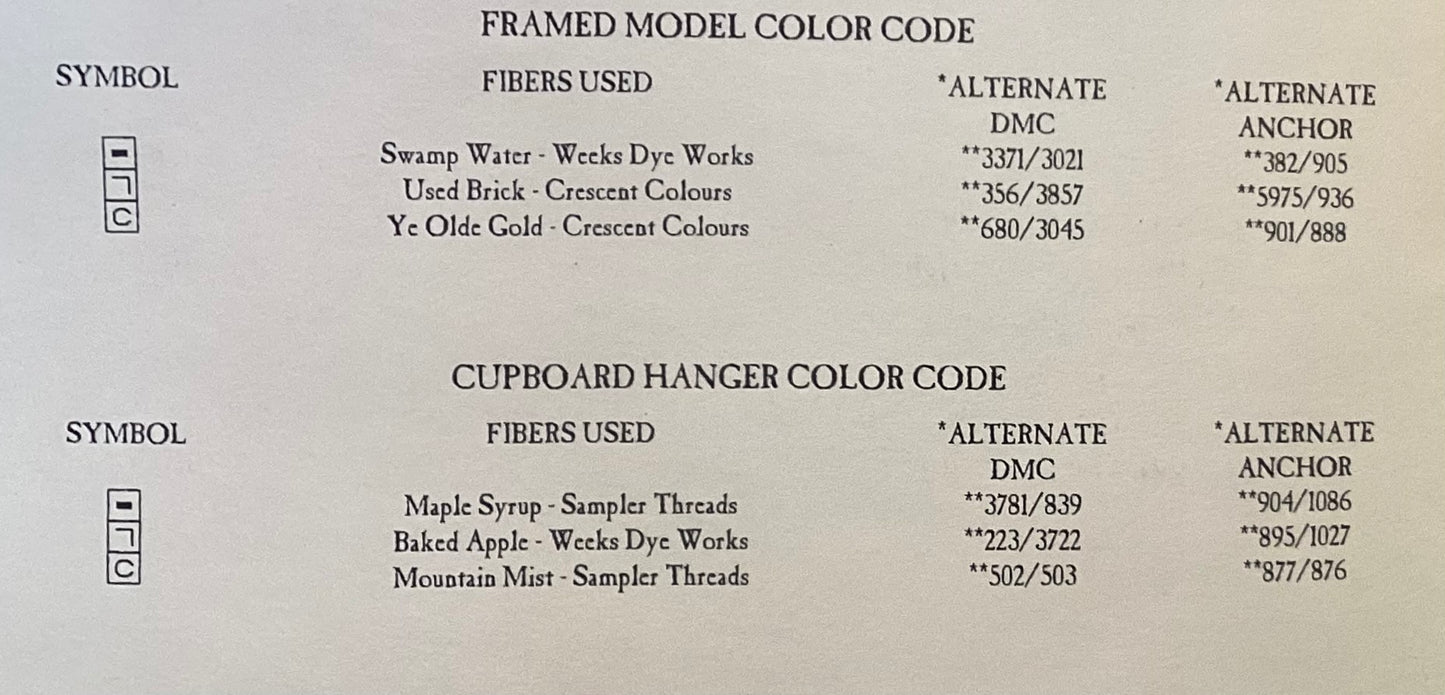 FRAMED MODEL COLOR CODE
SYMBOL FIBERS USED *ALTERNATE DMC *ALTERNATE ANCHOR
- Swamp Water - Weeks Dye Works **3371/3021 **382/905
ㄱ Used Brick - Crescent Colours **356/3857 **5975/936
C Ye Olde Gold - Crescent Colours **680/3045 **901/888
CUPBOARD HANGER COLOR CODE
SYMBOL FIBERS USED *ALTERNATE DMC *ALTERNATE ANCHOR
- Maple Syrup - Sampler Threads **3781/839 **904/1086
ㄱ Baked Apple - Weeks Dye Works **223/3722 **895/1027
C Mountain Mist - Sampler Threads **502/503 **877/876